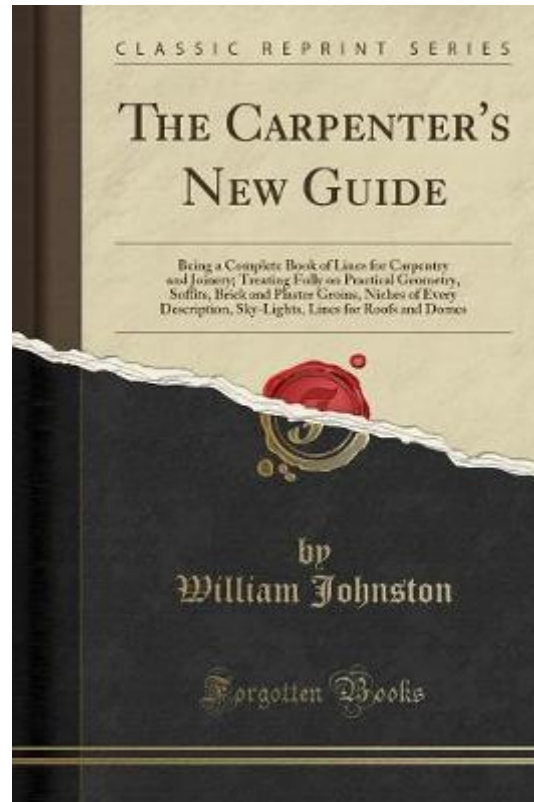 CLASSIC REPRINT SERIES
THE CARPENTER'S
NEW GUIDE
Being a Complete Book of Lines for Carpentry
and Joinery; Treating Fully on Practical Geometry,
Soffits, Brick and Plaster Groins, Niches of Every
Description, Sky-Lights, Lines for Roofs and Domes
by
William Johnston
Forgotten Books